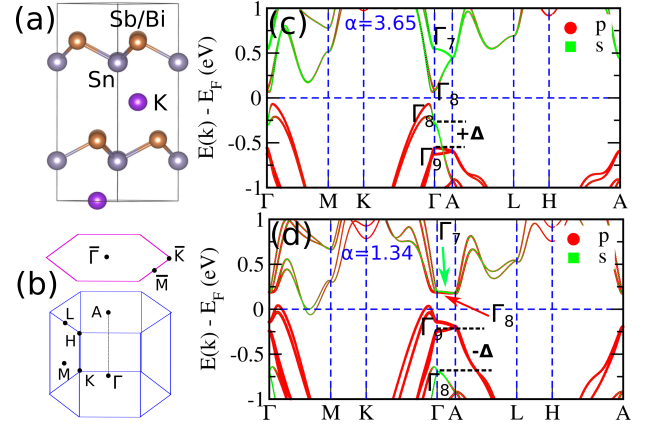 (a)
Sb/Bi
Sn
K
(b)
Γ̅
K̅
M̅
L
A
H
M
K
Γ
(c)
α=3.65
Γ7
p
s
Γ8
Γ8
+Δ
Γ9
E(k) - EF (eV)
1
0.5
0
-0.5
-1
Γ M K Γ A L H A
(d)
α=1.34
Γ7
p
s
Γ8
Γ9
-Δ
Γ8
E(k) - EF (eV)
1
0.5
0
-0.5
-1
Γ M K Γ A L H A